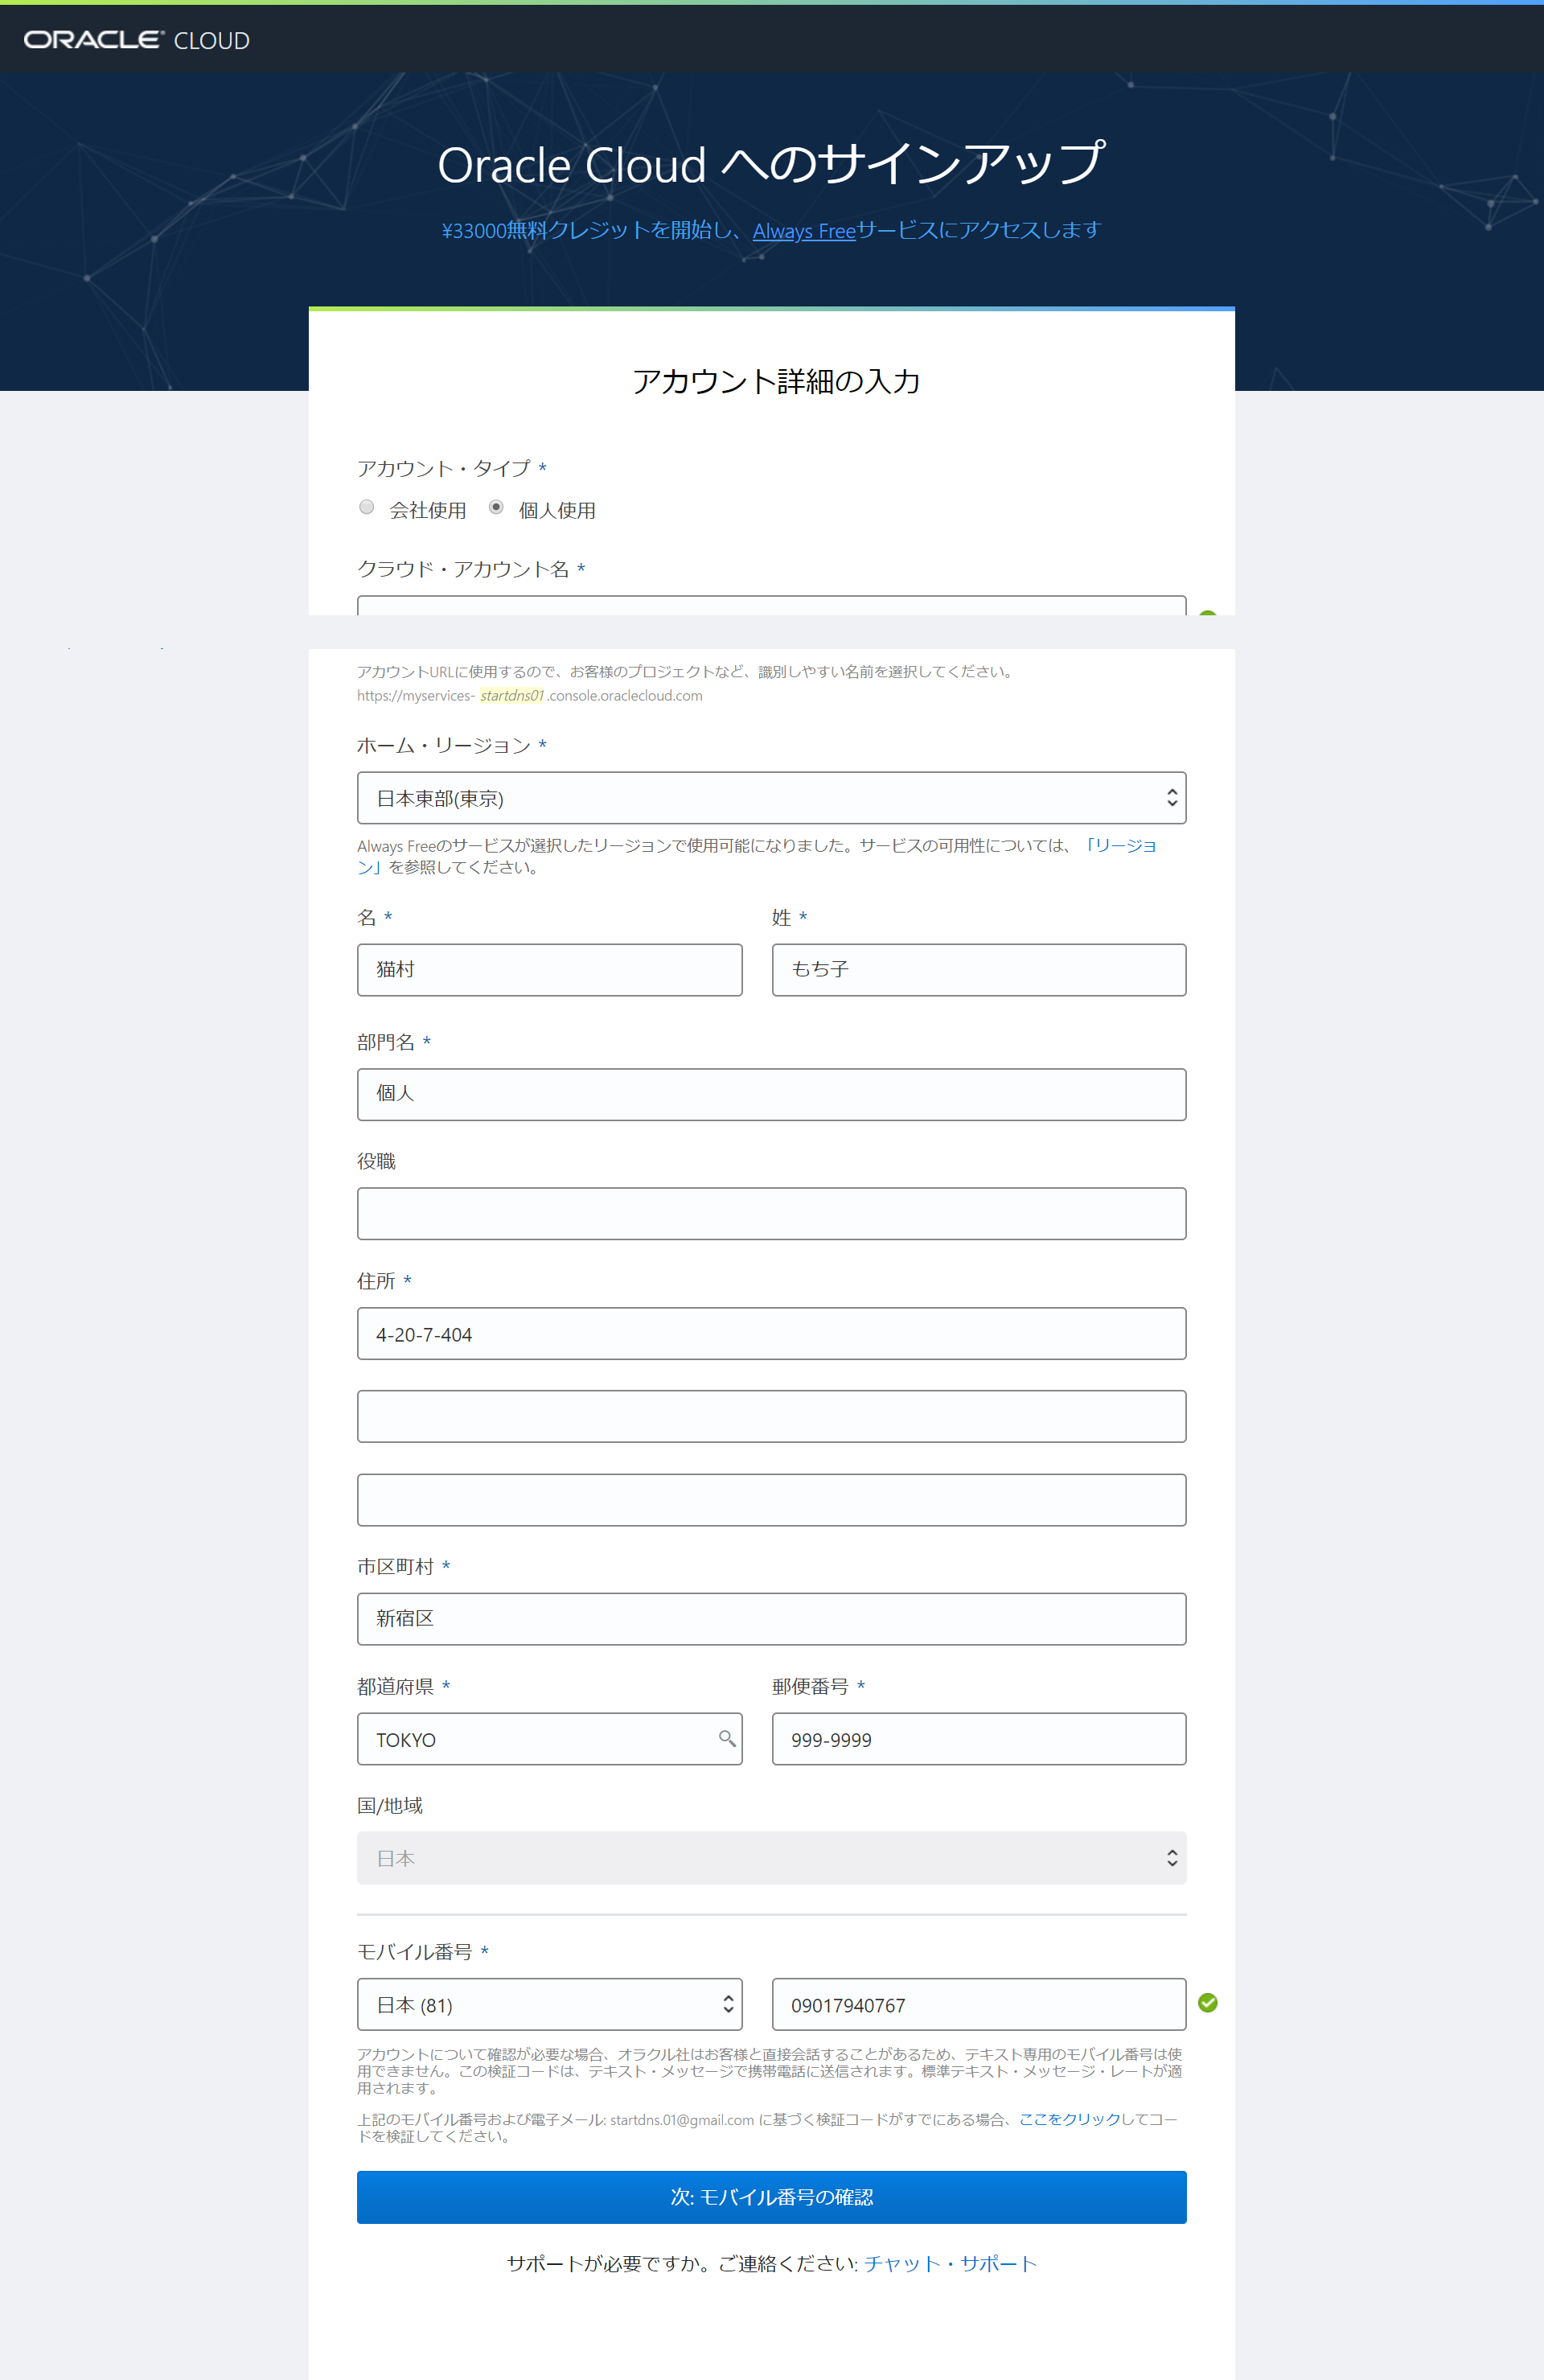 ORACLE® CLOUD
Oracle Cloud へのサインアップ
¥33000無料クレジットを開始し、Always Freeサービスにアクセスします
アカウント詳細の入力
アカウント・タイプ *
会社使用 個人使用
クラウド・アカウント名 *
アカウントURLに使用するので、お客様のプロジェクトなど、識別しやすい名前を選択してください。
https://myservices- startdns01 .console.oraclecloud.com
ホーム・リージョン *
日本東部(東京)
Always Freeのサービスが選択したリージョンで使用可能になりました。サービスの可用性については、「リージョ
ン」を参照してください。
名 * 姓 *
猫村 もち子
部門名 *
個人
役職
住所 *
4-20-7-404
市区町村 *
新宿区
都道府県 * 郵便番号 *
TOKYO 999-9999
国/地域
日本
モバイル番号 *
日本 (81) 09017940767
アカウントについて確認が必要な場合、オラクル社はお客様と直接会話することがあるため、テキスト専用のモバイル番号は使
用できません。この検証コードは、テキスト・メッセージで携帯電話に送信されます。標準テキスト・メッセージ・レートが適
用されます。
上記のモバイル番号および電子メール: startdns.01@gmail.com に基づく検証コードがすでにある場合、ここをクリックしてコー
ドを検証してください。
次: モバイル番号の確認
サポートが必要ですか。ご連絡ください: チャット・サポート